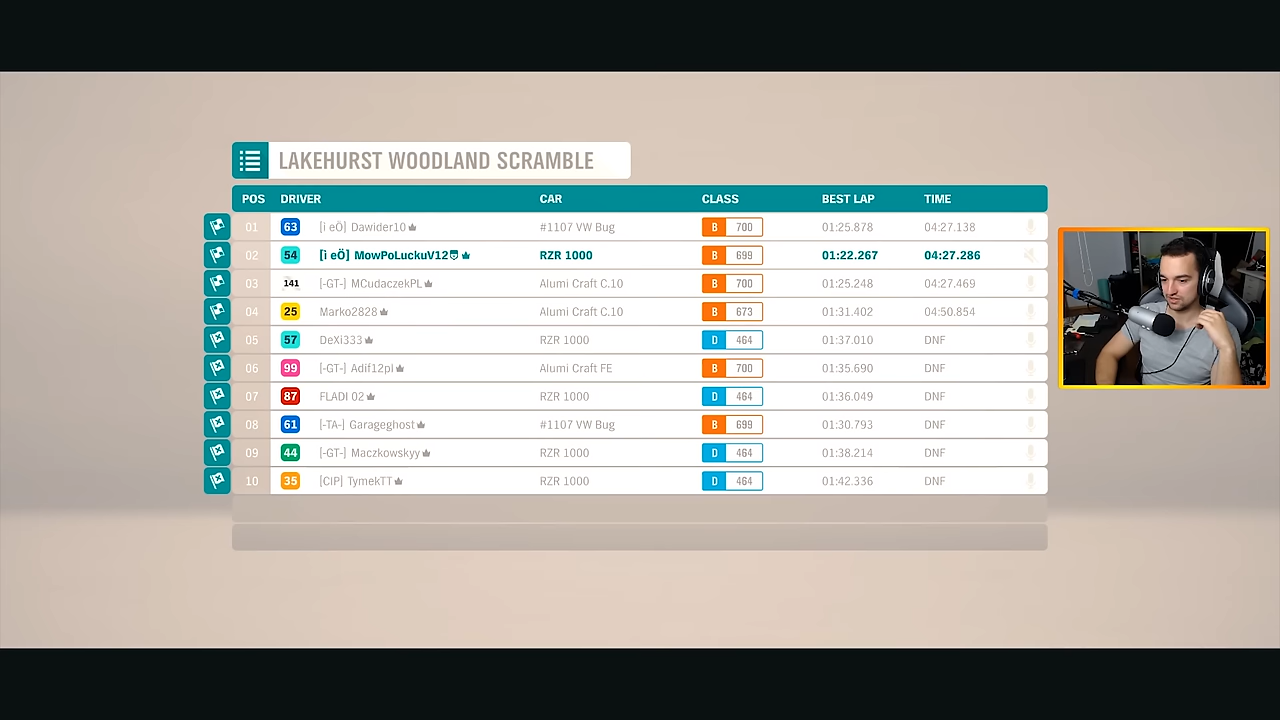 LAKEHURST WOODLAND SCRAMBLE
POS DRIVER CAR CLASS BEST LAP TIME
01 63 [i eÖ] Dawider10 #1107 VW Bug B 700 01:25.878 04:27.138
02 54 [i eÖ] MowPoLuckuV12 RZR 1000 B 699 01:22.267 04:27.286
03 141 [-GT-] MCudaczekPL Alumi Craft C.10 B 700 01:25.248 04:27.469
04 25 Marko2828 Alumi Craft C.10 B 673 01:31.402 04:50.854
05 57 DeXi333 RZR 1000 D 464 01:37.010 DNF
06 99 [-GT-] Adif12pl Alumi Craft FE B 700 01:35.690 DNF
07 87 FLADI 02 RZR 1000 D 464 01:36.049 DNF
08 61 [-TA-] Garageghost #1107 VW Bug B 699 01:30.793 DNF
09 44 [-GT-] Maczkowskyy RZR 1000 D 464 01:38.214 DNF
10 35 [CIP] TymekTT RZR 1000 D 464 01:42.336 DNF